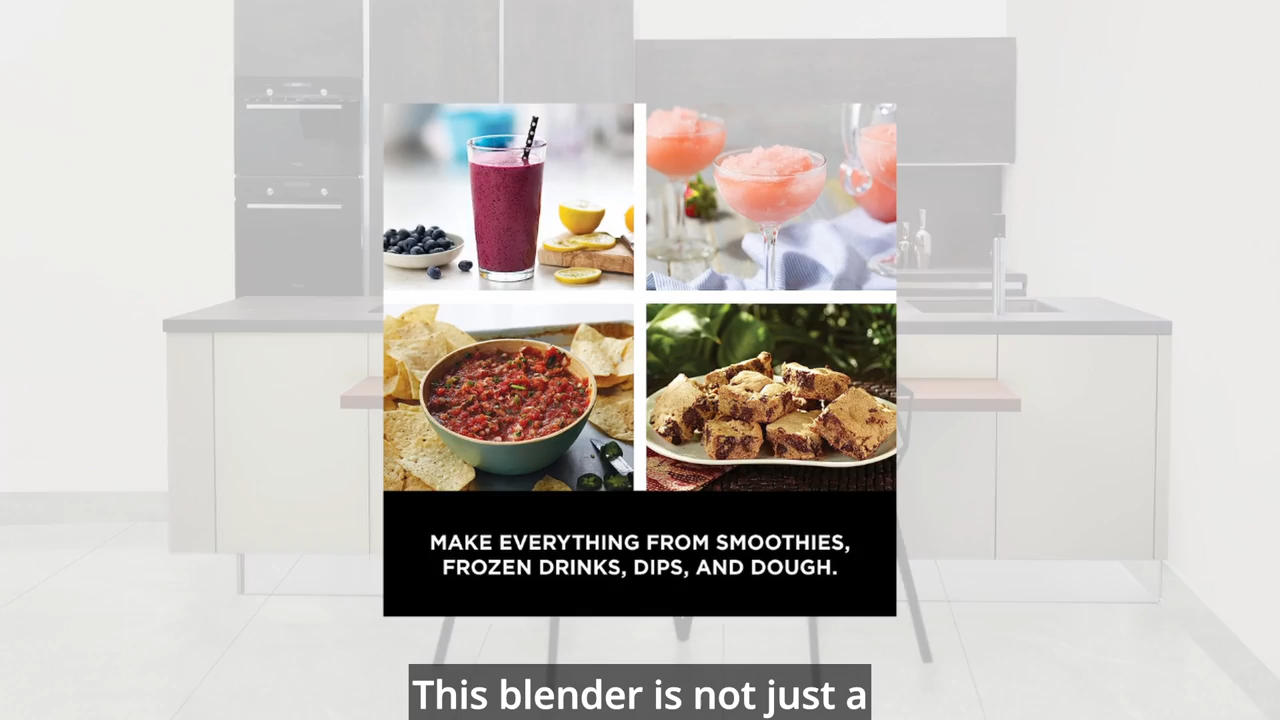 MAKE EVERYTHING FROM SMOOTHIES,
FROZEN DRINKS, DIPS, AND DOUGH.
This blender is not just a